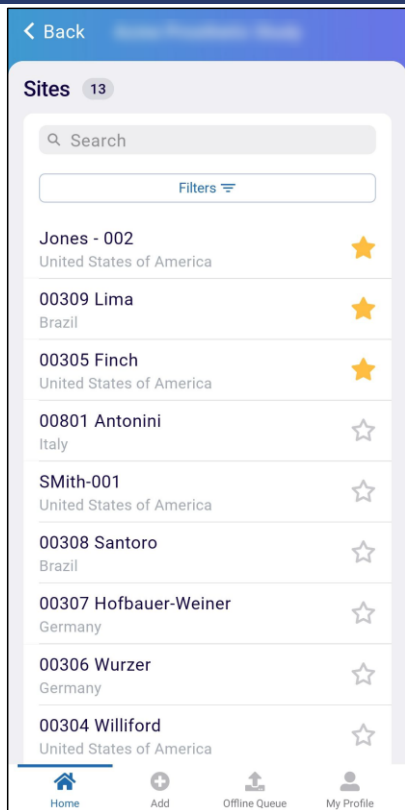 Back
Sites 13
Search
Filters
Jones - 002
United States of America
00309 Lima
Brazil
00305 Finch
United States of America
00801 Antonini
Italy
SMith-001
United States of America
00308 Santoro
Brazil
00307 Hofbauer-Weiner
Germany
00306 Wurzer
Germany
00304 Williford
United States of America
Home Add Offline Queue My Profile